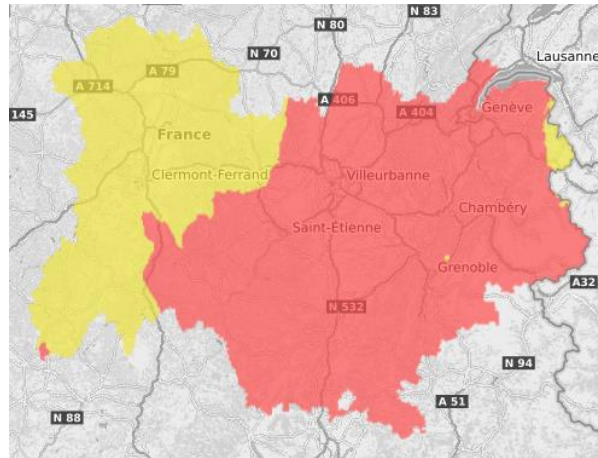 N 83
N 80
N 70
Lausanne
A 79
A 714
A 406
A 404
Genève
145
France
Clermont-Ferrand
Villeurbanne
Chambéry
Saint-Étienne
Grenoble
A32
N 532
N 94
A 51
N 88